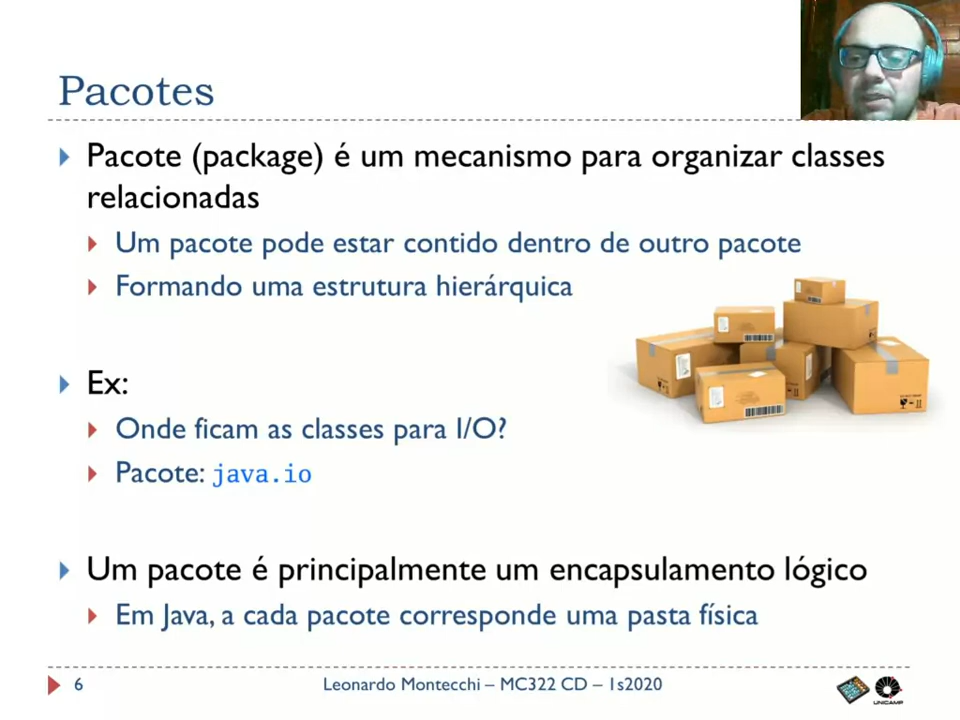 Pacotes
Pacote (package) é um mecanismo para organizar classes
relacionadas
Um pacote pode estar contido dentro de outro pacote
Formando uma estrutura hierárquica
Ex:
Onde ficam as classes para I/O?
Pacote: java.io
Um pacote é principalmente um encapsulamento lógico
Em Java, a cada pacote corresponde uma pasta física
6
Leonardo Montecchi – MC322 CD – 1s2020
UNICAMP